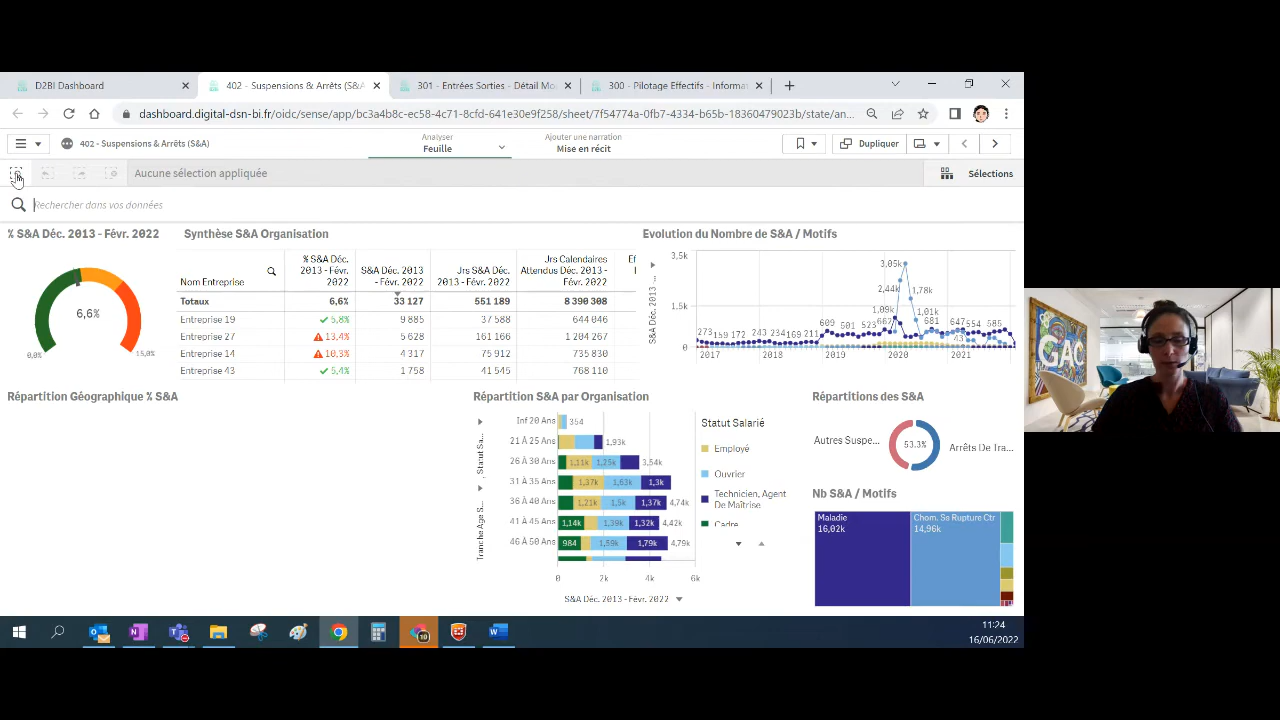 D2BI Dashboard
402 - Suspensions & Arrêts (S&A
301 - Entrées Sorties - Détail Mo
300 - Pilotage Effectifs - Informat
dashboard.digital-dsn-bi.fr/oidc/sense/app/bc3a4b8c-ec58-4c71-8cfd-631e30e9f258/sheet/7f54774a-0fb7-4334-b65b-18360479023b/state/an...
402 - Suspensions & Arrêts (S&A)
Analyser
Feuille
Ajouter une narration
Mise en récit
Dupliquer
Aucune sélection appliquée
Sélections
Rechercher dans vos données
% S&A Déc. 2013 - Févr. 2022
6,6%
0,0%
15,0%
Synthèse S&A Organisation
Nom Entreprise
% S&A Déc.
2013 - Févr.
2022
S&A Déc. 2013
- Févr. 2022
Jrs S&A Déc.
2013 - Févr. 2022
Jrs Calendaires
Attendus Déc. 2013 -
Févr. 2022
Totaux 6,6% 33 127 551 189 8 390 308
Entreprise 19 5,8% 9 885 37 588 644 046
Entreprise 27 13,4% 5 628 161 166 1 204 267
Entreprise 14 10,3% 4 317 75 912 735 830
Entreprise 43 5,4% 1 758 41 545 768 110
Evolution du Nombre de S&A / Motifs
S&A Déc. 2013 ...
3,5k
1,5k
0
273 159 172 243 234 169 211 609 501 523 667 1,09k 2,44k 3,05k 1,78k 1,01k 681 647 554 585
43
2017 2018 2019 2020 2021
Répartition Géographique % S&A
Répartition S&A par Organisation
Tranche Age S... , Statut Sa...
Inf 20 Ans 354
21 À 25 Ans 1,93k
26 À 30 Ans 1,11k 1,25k 3,54k
31 À 35 Ans 1,37k 1,63k 1,3k
36 À 40 Ans 1,21k 1,5k 1,37k 4,74k
41 À 45 Ans 1,14k 1,39k 1,32k 4,42k
46 À 50 Ans 984 1,59k 1,79k 4,79k
0 2k 4k 6k
S&A Déc. 2013 - Févr. 2022
Statut Salarié
Employé
Ouvrier
Technicien, Agent
De Maîtrise
Cadre
Répartitions des S&A
Autres Suspe...
53.3%
Arrêts De Tra...
Nb S&A / Motifs
Maladie
16,02k
Chom. Ss Rupture Ctr
14,96k
GAC
10
11:24
16/06/2022